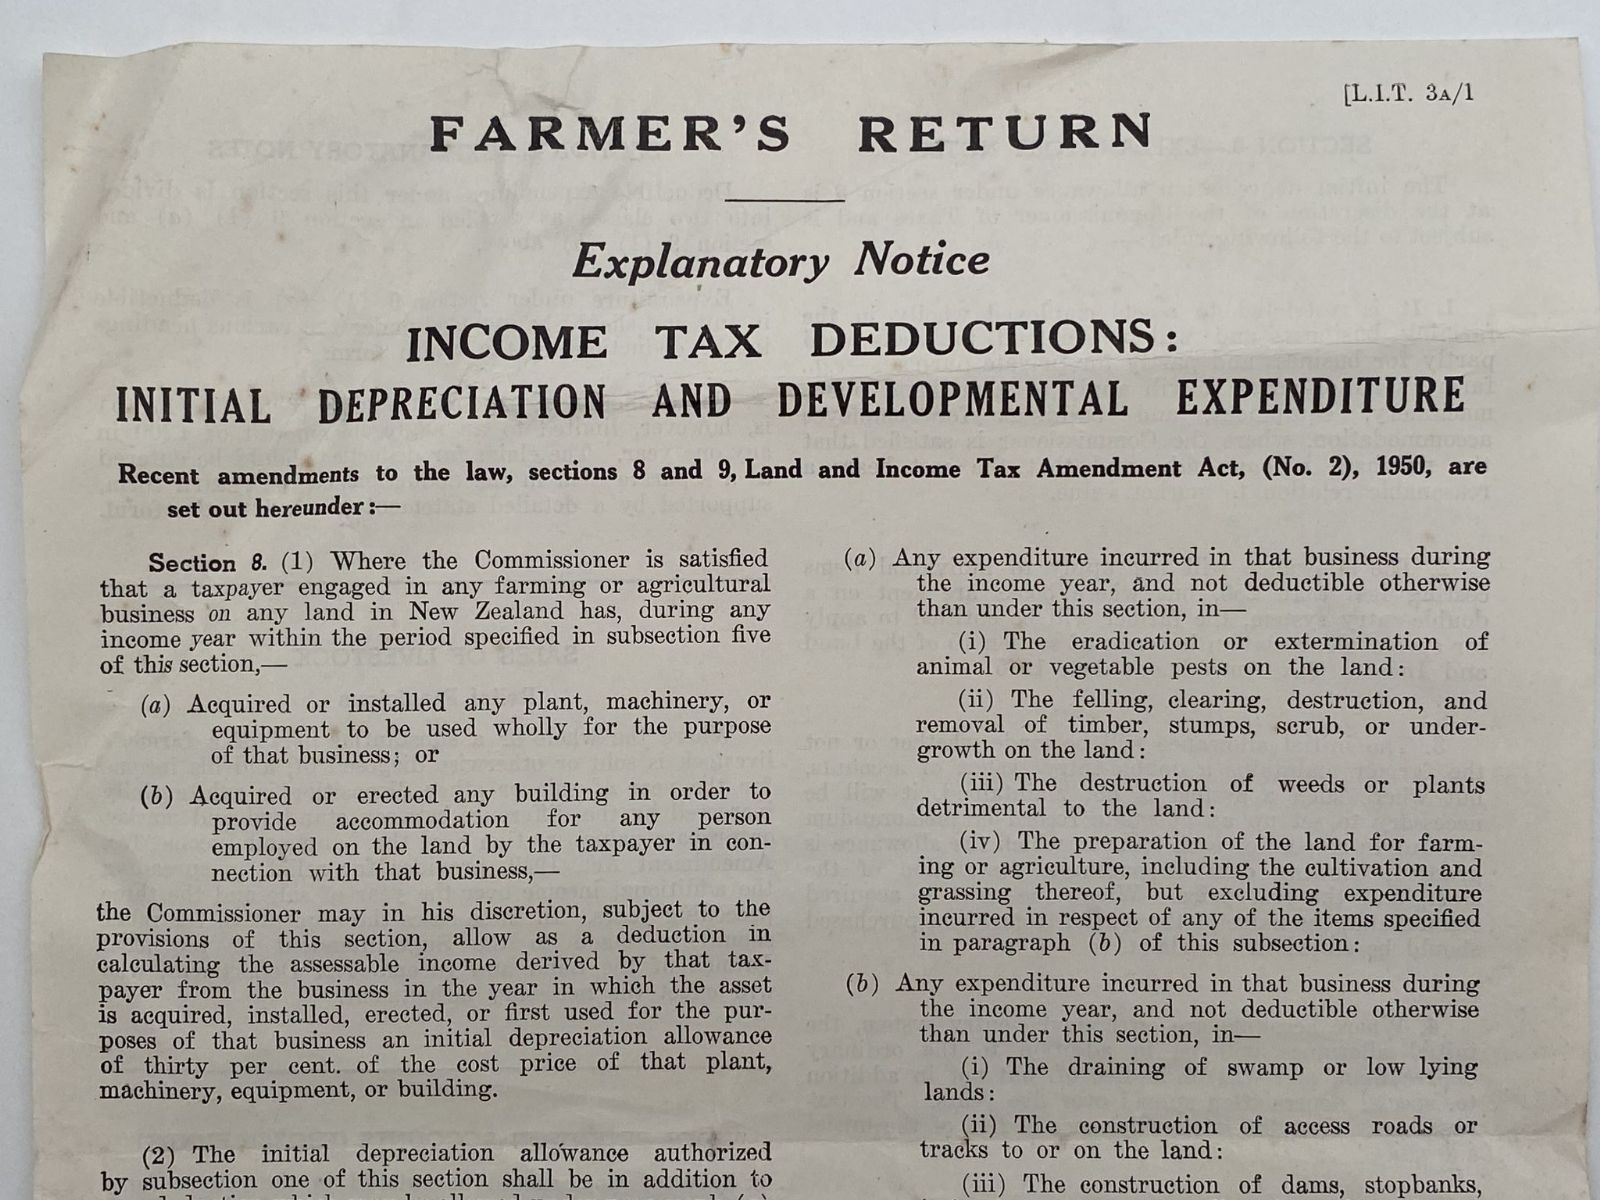 [L.I.T. 3A/1
FARMER'S RETURN
Explanatory Notice
INCOME TAX DEDUCTIONS:
INITIAL DEPRECIATION AND DEVELOPMENTAL EXPENDITURE
Recent amendments to the law, sections 8 and 9, Land and Income Tax Amendment Act, (No. 2), 1950, are
set out hereunder:—
Section 8. (1) Where the Commissioner is satisfied
that a taxpayer engaged in any farming or agricultural
business on any land in New Zealand has, during any
income year within the period specified in subsection five
of this section,—
(a) Acquired or installed any plant, machinery, or
equipment to be used wholly for the purpose
of that business; or
(b) Acquired or erected any building in order to
provide accommodation for any person
employed on the land by the taxpayer in con-
nection with that business,—
the Commissioner may in his discretion, subject to the
provisions of this section, allow as a deduction in
calculating the assessable income derived by that tax-
payer from the business in the year in which the asset
is acquired, installed, erected, or first used for the pur-
poses of that business an initial depreciation allowance
of thirty per cent. of the cost price of that plant,
machinery, equipment, or building.
(2) The initial depreciation allowance authorized
by subsection one of this section shall be in addition to
(a) Any expenditure incurred in that business during
the income year, and not deductible otherwise
than under this section, in—
(i) The eradication or extermination of
animal or vegetable pests on the land:
(ii) The felling, clearing, destruction, and
removal of timber, stumps, scrub, or under-
growth on the land:
(iii) The destruction of weeds or plants
detrimental to the land:
(iv) The preparation of the land for farm-
ing or agriculture, including the cultivation and
grassing thereof, but excluding expenditure
incurred in respect of any of the items specified
in paragraph (b) of this subsection:
(b) Any expenditure incurred in that business during
the income year, and not deductible otherwise
than under this section, in—
(i) The draining of swamp or low lying
lands:
(ii) The construction of access roads or
tracks to or on the land:
(iii) The construction of dams, stopbanks,